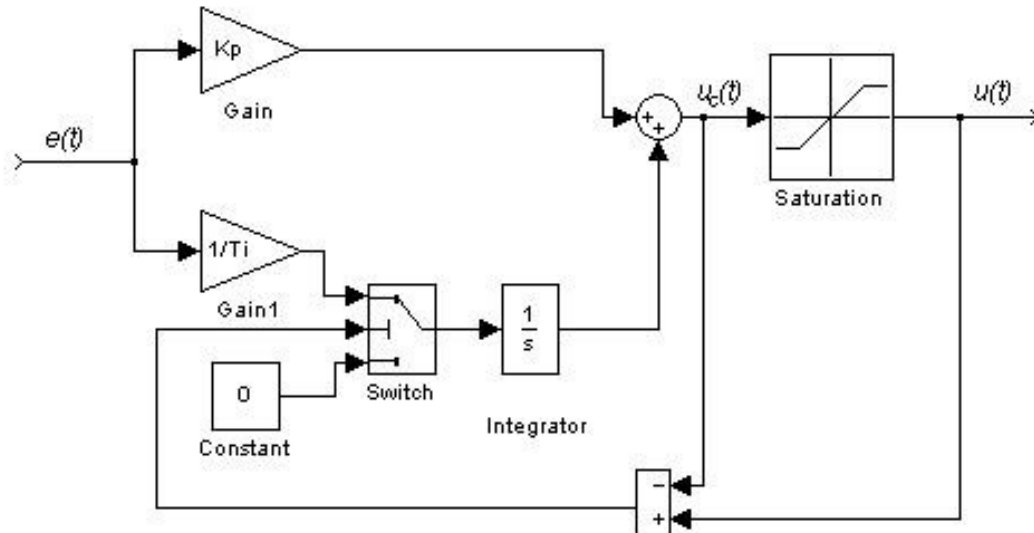 Kp
Gain
e(t)
+
+
uc(t)
u(t)
Saturation
1/Ti
Gain1
0
Constant
Switch
1
s
Integrator
−
+